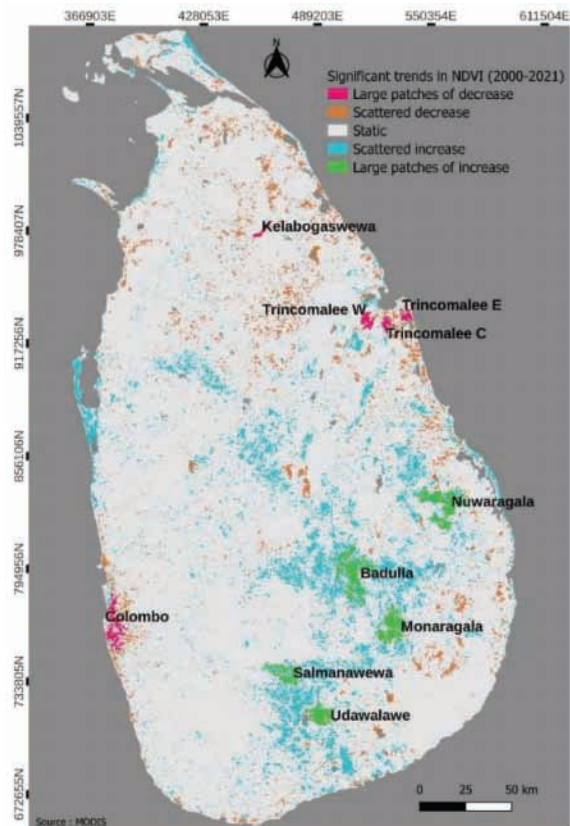 366903E 428053E 489203E 550354E 611504E
Significant trends in NDVI (2000-2021)
Large patches of decrease
Scattered decrease
Static
Scattered increase
Large patches of increase
1039557N
978407N
917256N
856106N
794956N
733805N
672655N
Kelabogaswewa
Trincomalee W
Trincomalee E
Trincomalee C
Nuwaragala
Badulla
Colombo
Monaragala
Salmanawewa
Udawalawe
0 25 50 km
Source : MODIS